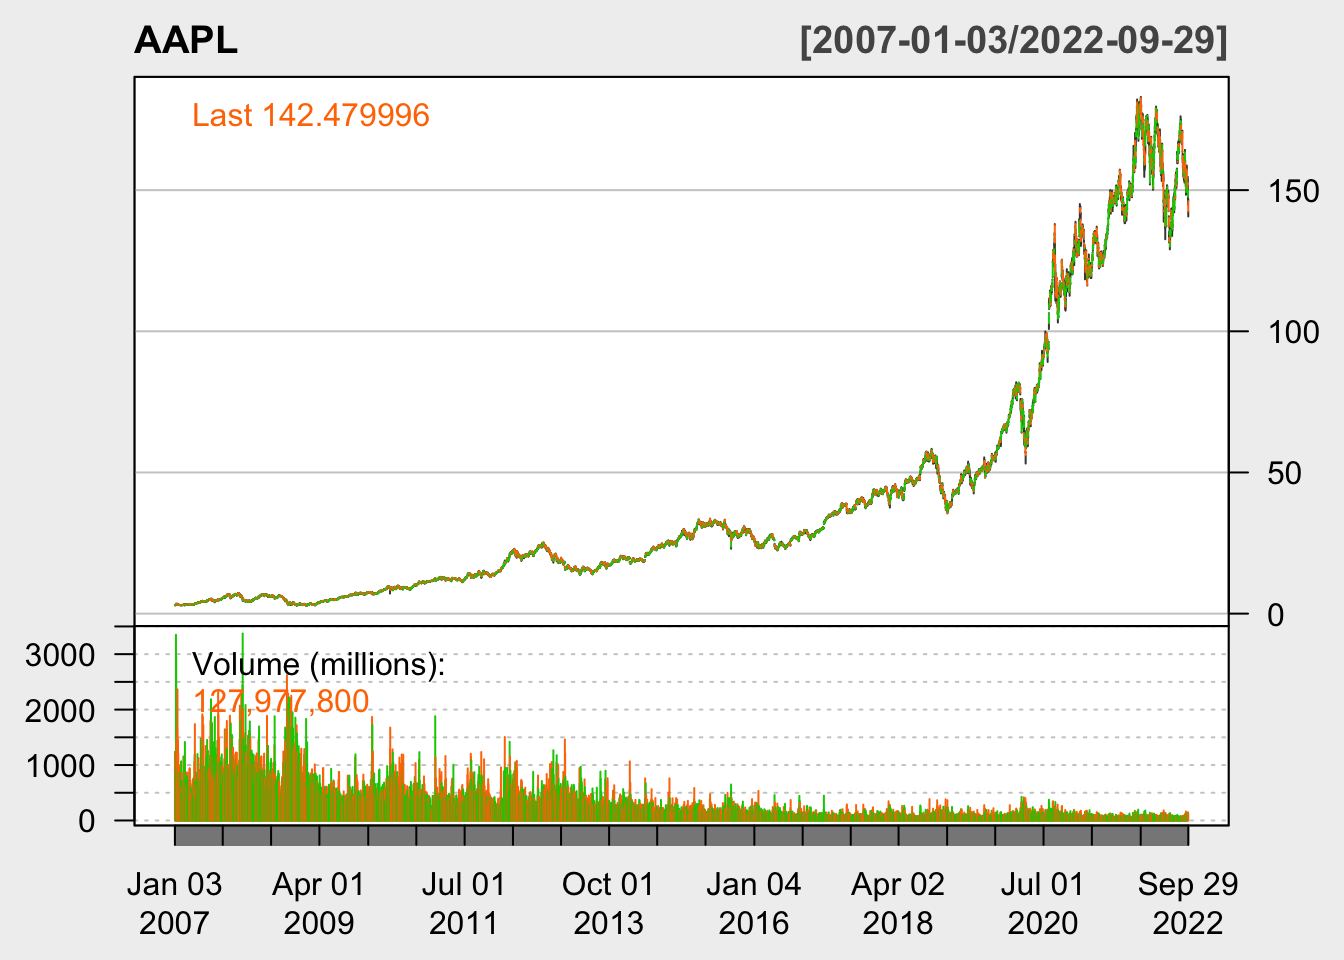 AAPL
[2007-01-03/2022-09-29]
Last 142.479996
150
100
50
0
Volume (millions):
127,977,800
3000
2000
1000
0
Jan 03 2007
Apr 01 2009
Jul 01 2011
Oct 01 2013
Jan 04 2016
Apr 02 2018
Jul 01 2020
Sep 29 2022